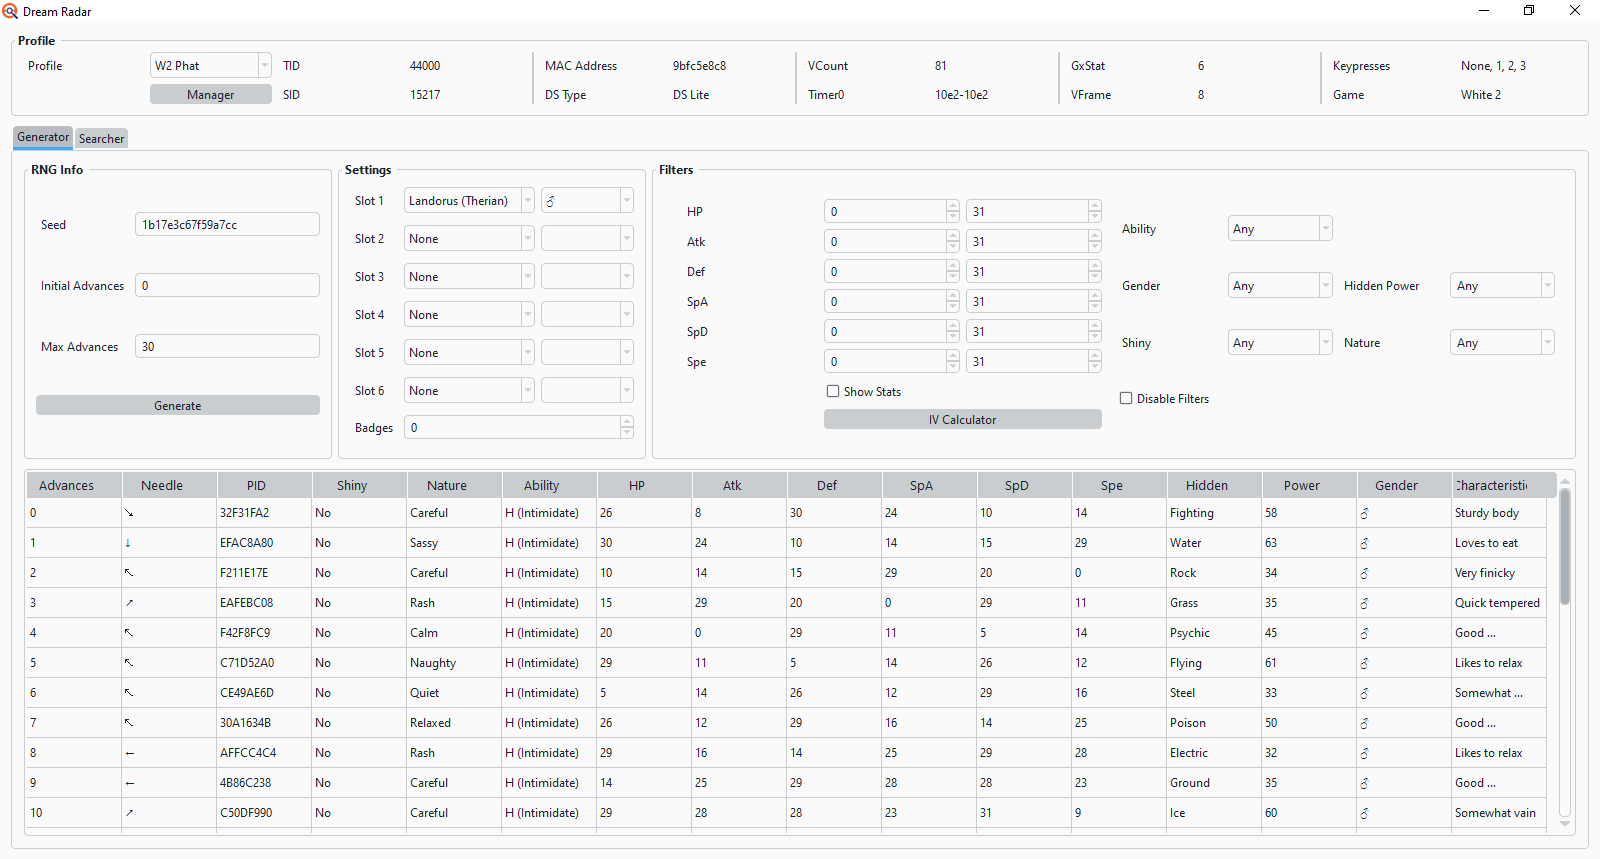 Dream Radar
Profile
Profile W2 Phat TID 44000 MAC Address 9bfc5e8c8 VCount 81 GxStat 6 Keypresses None, 1, 2, 3
Manager SID 15217 DS Type DS Lite Timer0 10e2-10e2 VFrame 8 Game White 2
Generator Searcher
RNG Info
Seed 1b17e3c67f59a7cc
Initial Advances 0
Max Advances 30
Generate
Settings
Slot 1 Landorus (Therian) ♂
Slot 2 None
Slot 3 None
Slot 4 None
Slot 5 None
Slot 6 None
Badges 0
Filters
HP 0 31
Atk 0 31
Def 0 31
SpA 0 31
SpD 0 31
Spe 0 31
Show Stats
IV Calculator
Ability Any
Gender Any Hidden Power Any
Shiny Any Nature Any
Disable Filters
Advances Needle PID Shiny Nature Ability HP Atk Def SpA SpD Spe Hidden Power Gender Characteristic
0 ↘ 32F31FA2 No Careful H (Intimidate) 26 8 30 24 10 14 Fighting 58 ♂ Sturdy body
1 ↓ EFAC8A80 No Sassy H (Intimidate) 30 24 10 14 15 29 Water 63 ♂ Loves to eat
2 ↖ F211E17E No Careful H (Intimidate) 10 14 15 29 20 0 Rock 34 ♂ Very finicky
3 ↗ EAFEBC08 No Rash H (Intimidate) 15 29 20 0 29 11 Grass 35 ♂ Quick tempered
4 ↖ F42F8FC9 No Calm H (Intimidate) 20 0 29 11 5 14 Psychic 45 ♂ Good ...
5 ↖ C71D52A0 No Naughty H (Intimidate) 29 11 5 14 26 12 Flying 61 ♂ Likes to relax
6 ↖ CE49AE6D No Quiet H (Intimidate) 5 14 26 12 29 16 Steel 33 ♂ Somewhat ...
7 ↖ 30A1634B No Relaxed H (Intimidate) 26 12 29 16 14 25 Poison 50 ♂ Good ...
8 ← AFFCC4C4 No Rash H (Intimidate) 29 16 14 25 29 28 Electric 32 ♂ Likes to relax
9 ← 4B86C238 No Careful H (Intimidate) 14 25 29 28 28 23 Ground 35 ♂ Good ...
10 ↗ C50DF990 No Careful H (Intimidate) 29 28 28 23 31 9 Ice 60 ♂ Somewhat vain